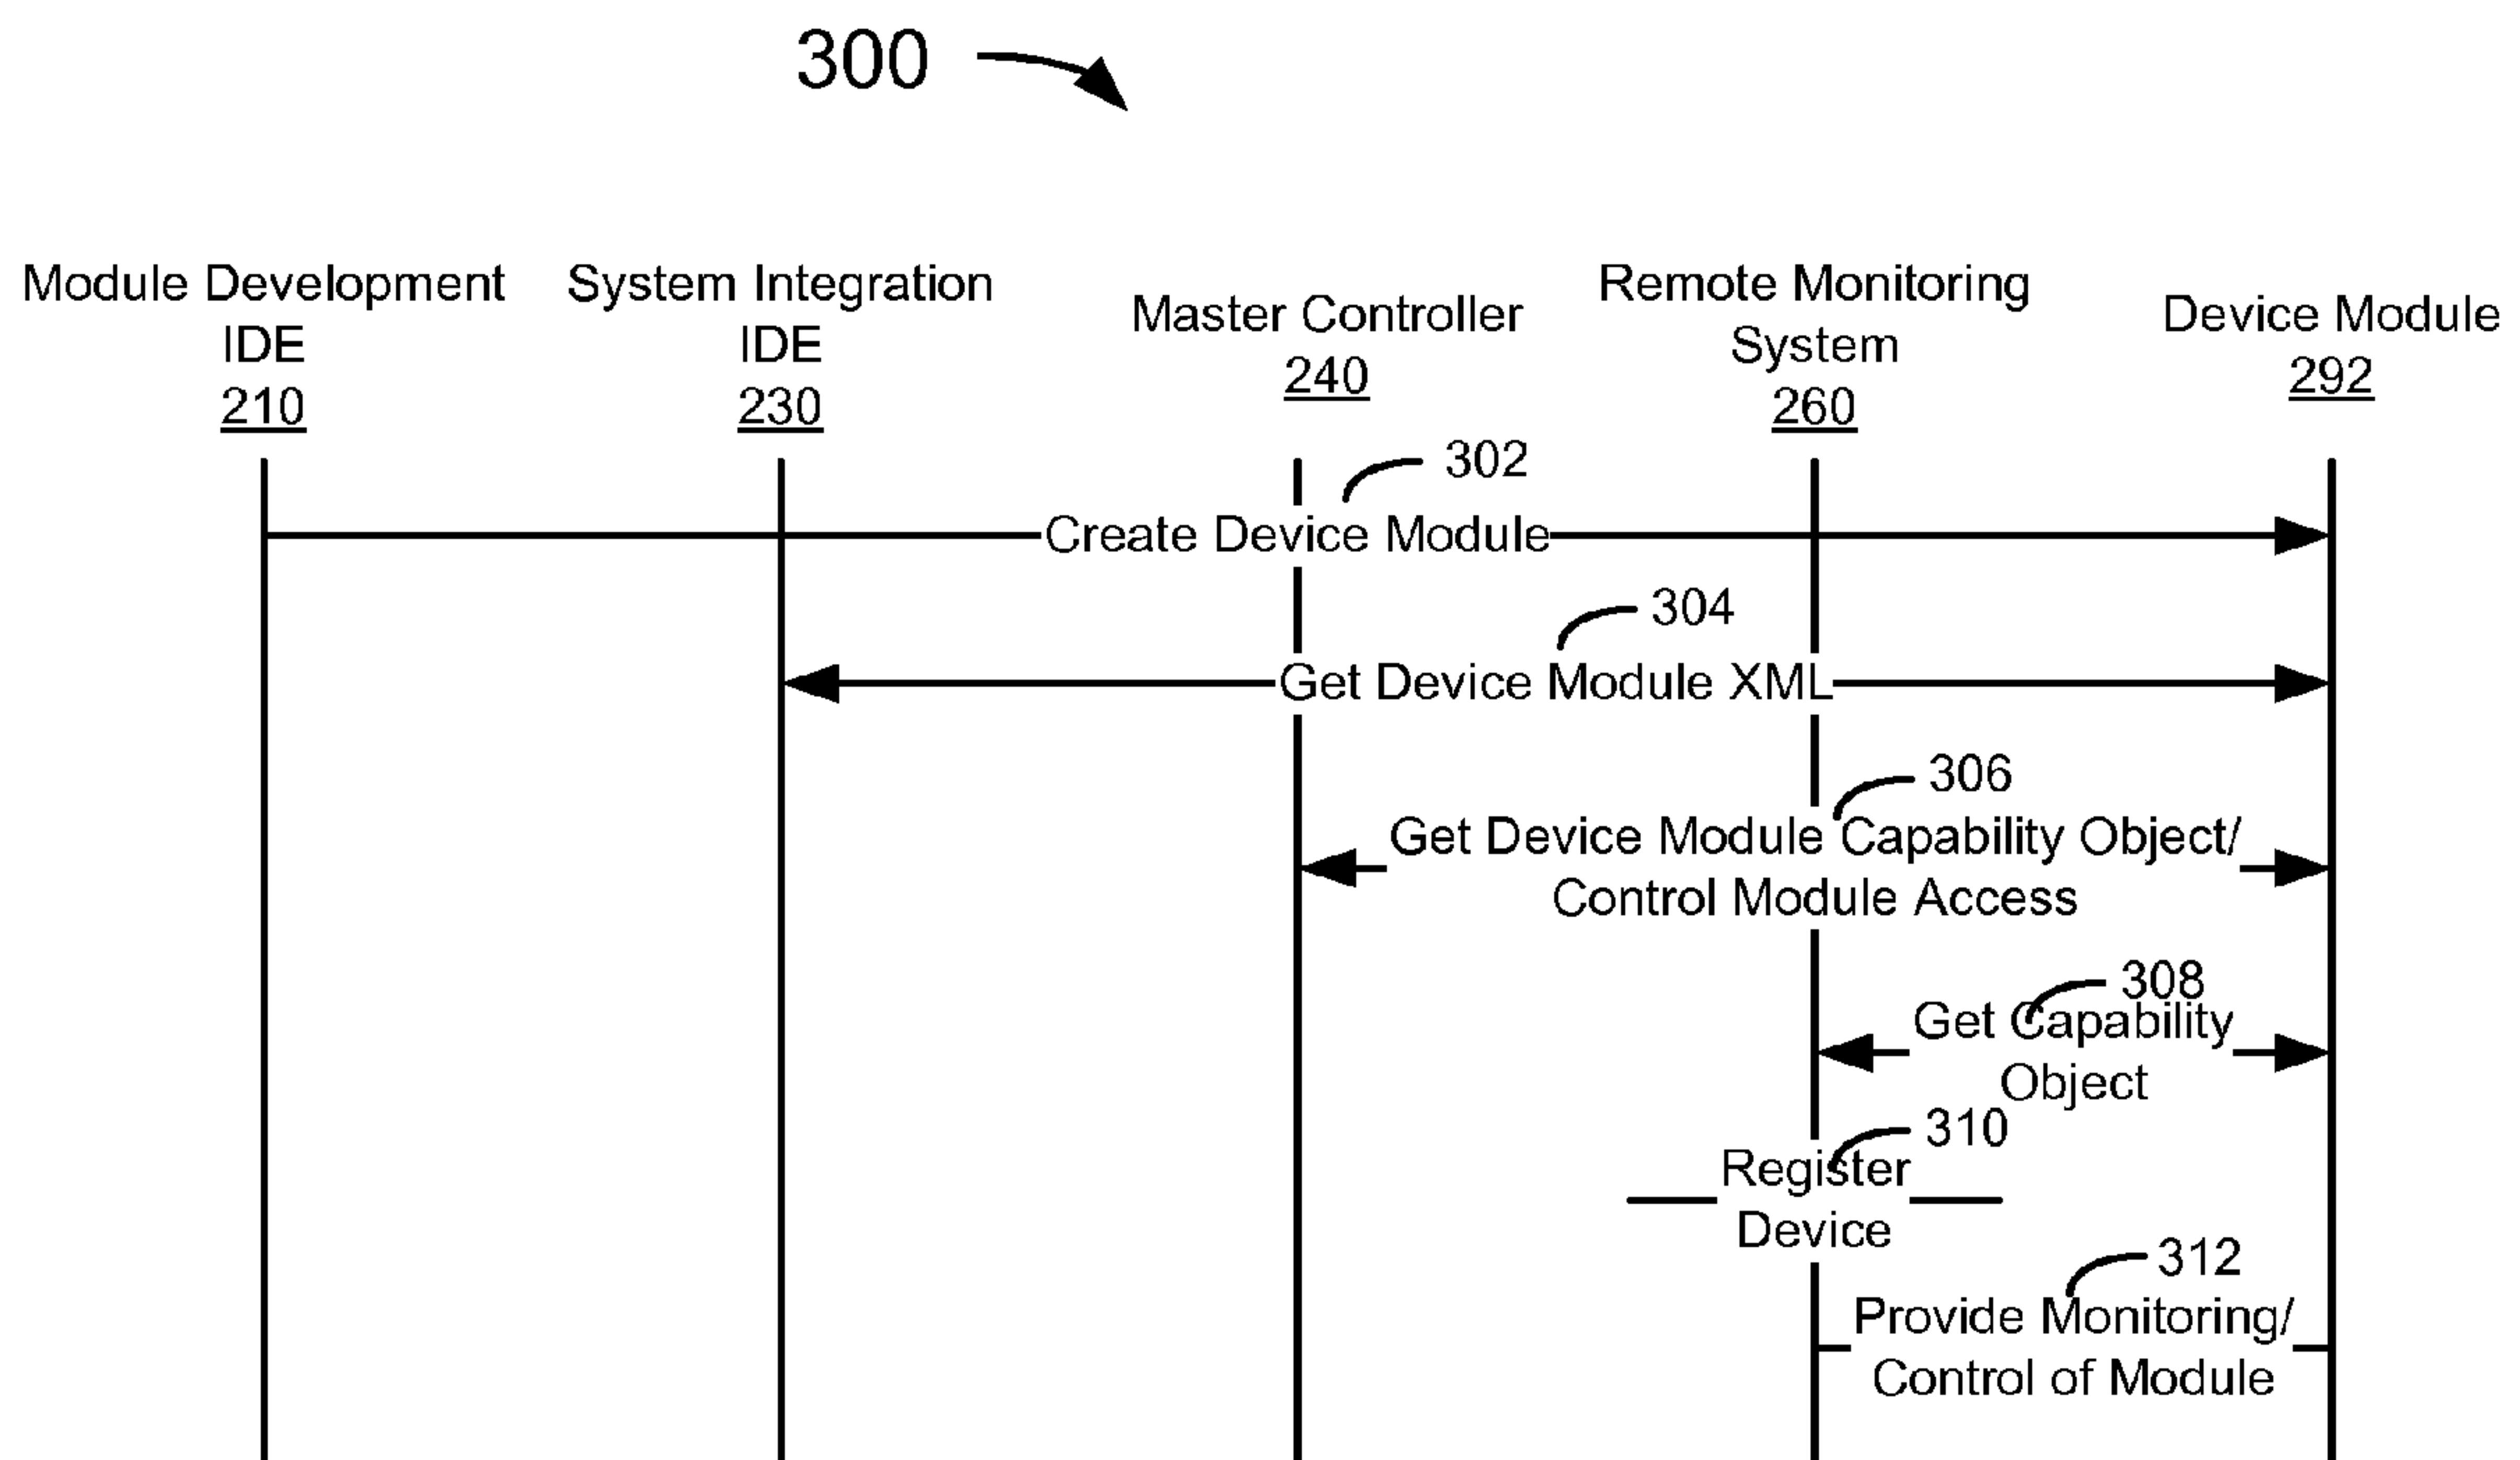 300
Module Development
IDE
210
System Integration
IDE
230
Master Controller
240
Remote Monitoring
System
260
Device Module
292
302
Create Device Module
304
Get Device Module XML
306
Get Device Module Capability Object/
Control Module Access
308
Get Capability
Object
310
Register
Device
312
Provide Monitoring/
Control of Module